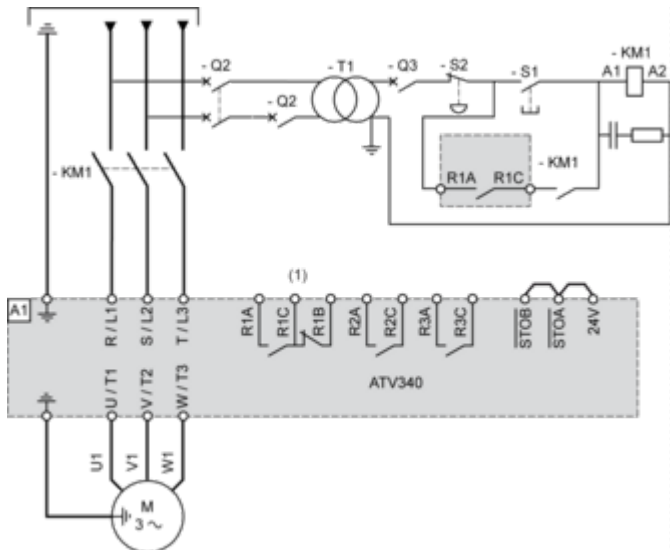 - Q2
- T1
- Q3
- S2
- S1
- KM1
A1
A2
- Q2
- KM1
R1A
R1C
- KM1
(1)
A1
R / L1
S / L2
T / L3
R1A
R1C
R1B
R2A
R2C
R3A
R3C
STOB
STOA
24V
ATV340
U / T1
V / T2
W / T3
U1
V1
W1
M
3 ~